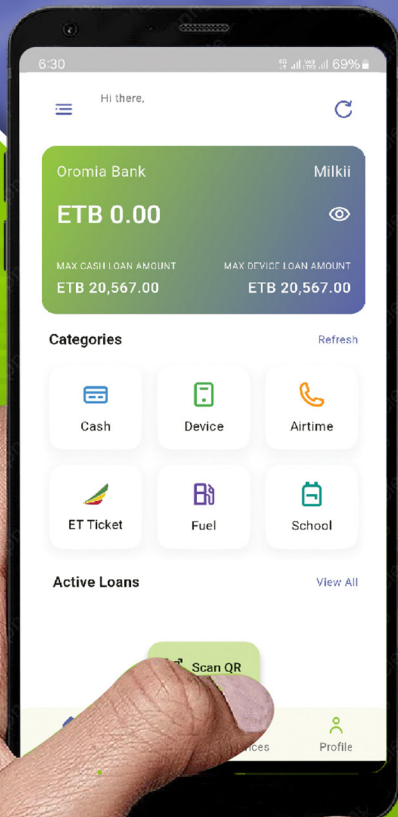 6:30
69%
Hi there,
Oromia Bank
Milkii
ETB 0.00
MAX CASH LOAN AMOUNT
MAX DEVICE LOAN AMOUNT
ETB 20,567.00
ETB 20,567.00
Categories
Refresh
Cash
Device
Airtime
ET Ticket
Fuel
School
Active Loans
View All
Scan QR
Profile